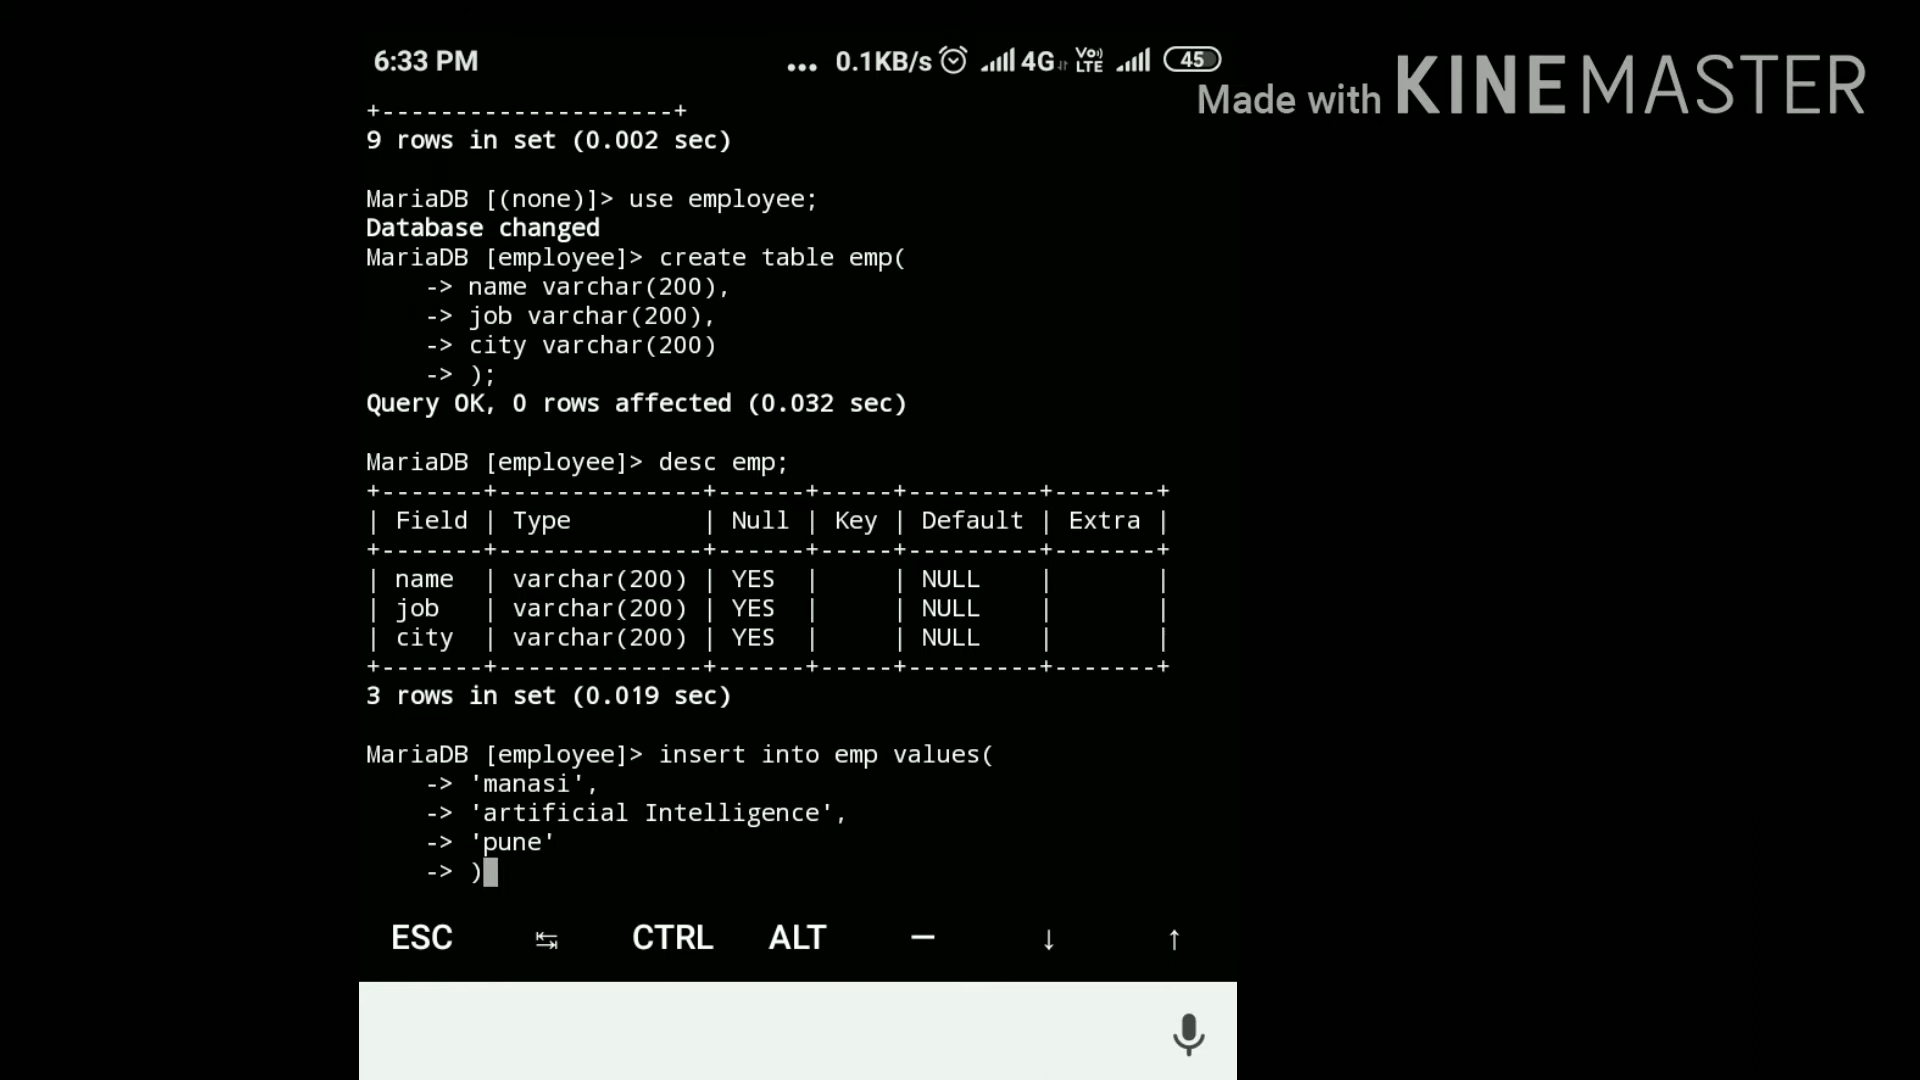 6:33 PM ... 0.1KB/s 4G Vo) LTE 45
Made with KINEMASTER
+--------------------+
9 rows in set (0.002 sec)
MariaDB [(none)]> use employee;
Database changed
MariaDB [employee]> create table emp(
-> name varchar(200),
-> job varchar(200),
-> city varchar(200)
-> );
Query OK, 0 rows affected (0.032 sec)
MariaDB [employee]> desc emp;
+-------+--------------+------+-----+---------+-------+
| Field | Type         | Null | Key | Default | Extra |
+-------+--------------+------+-----+---------+-------+
| name  | varchar(200) | YES  |     | NULL    |       |
| job   | varchar(200) | YES  |     | NULL    |       |
| city  | varchar(200) | YES  |     | NULL    |       |
+-------+--------------+------+-----+---------+-------+
3 rows in set (0.019 sec)
MariaDB [employee]> insert into emp values(
-> 'manasi',
-> 'artificial Intelligence',
-> 'pune'
-> )
ESC ↹ CTRL ALT — ↓ ↑